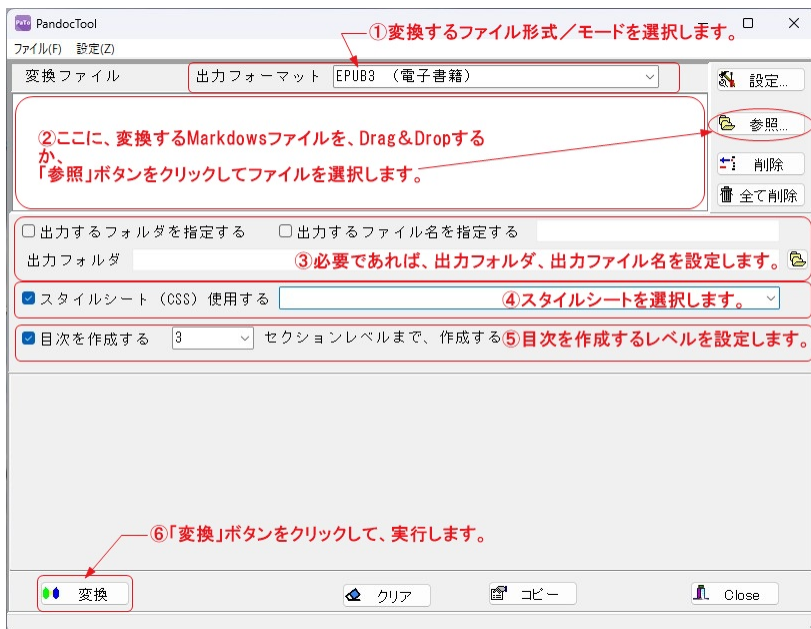 PaTo PandocTool
①変換するファイル形式／モードを選択します。
ファイル(F) 設定(Z)
変換ファイル 出力フォーマット EPUB3 （電子書籍） 設定...
②ここに、変換するMarkdowsファイルを、Drag＆Dropする
か、
「参照」ボタンをクリックしてファイルを選択します。
参照...
削除
全て削除
出力するフォルダを指定する 出力するファイル名を指定する
出力フォルダ ③必要であれば、出力フォルダ、出力ファイル名を設定します。
スタイルシート（CSS）使用する ④スタイルシートを選択します。
目次を作成する 3 セクションレベルまで、作成する ⑤目次を作成するレベルを設定します。
⑥「変換」ボタンをクリックして、実行します。
変換 クリア コピー Close